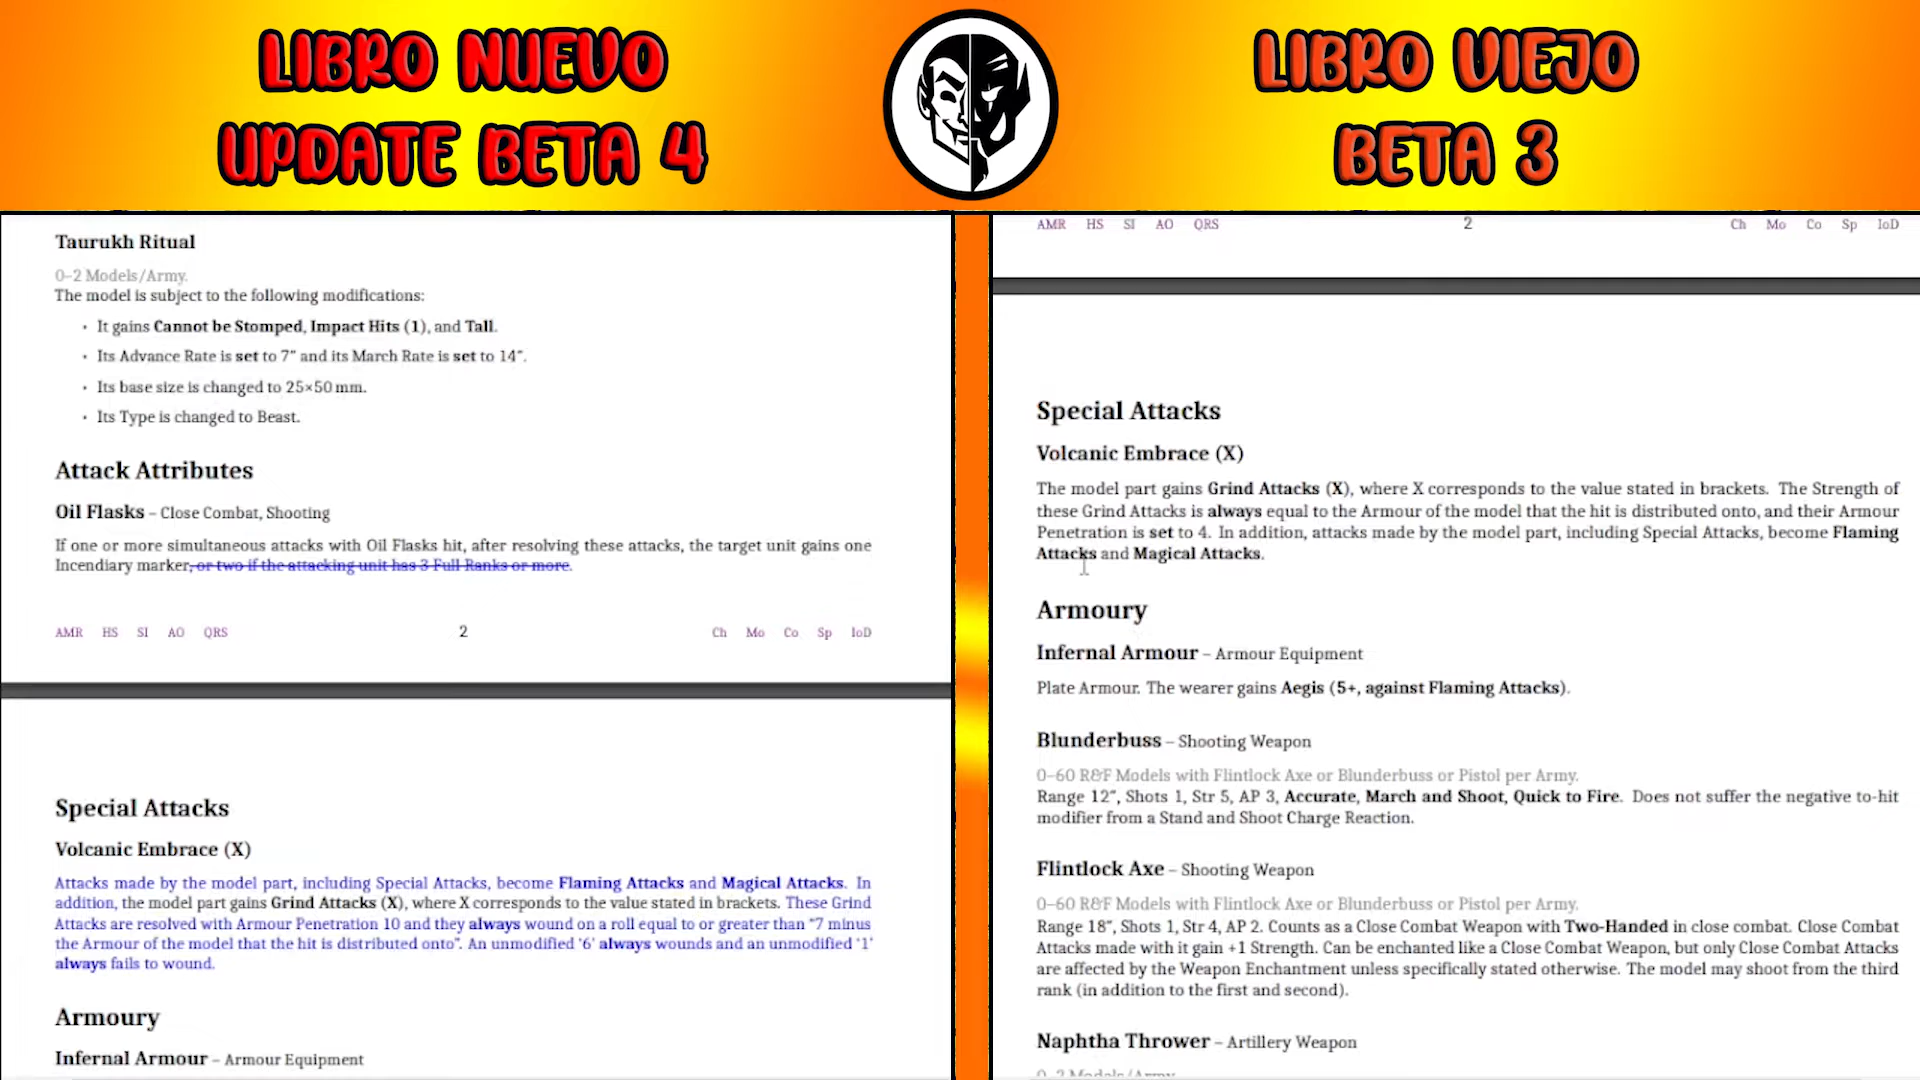 LIBRO NUEVO
UPDATE BETA 4
LIBRO VIEJO
BETA 3
Taurukh Ritual
0–2 Models/Army.
The model is subject to the following modifications:
• It gains Cannot be Stomped, Impact Hits (1), and Tall.
• Its Advance Rate is set to 7" and its March Rate is set to 14".
• Its base size is changed to 25×50 mm.
• Its Type is changed to Beast.
Attack Attributes
Oil Flasks – Close Combat, Shooting
If one or more simultaneous attacks with Oil Flasks hit, after resolving these attacks, the target unit gains one
Incendiary marker, or two if the attacking unit has 3 Full Ranks or more.
AMR HS SI AO QRS 2 Ch Mo Co Sp IoD
Special Attacks
Volcanic Embrace (X)
Attacks made by the model part, including Special Attacks, become Flaming Attacks and Magical Attacks. In
addition, the model part gains Grind Attacks (X), where X corresponds to the value stated in brackets. These Grind
Attacks are resolved with Armour Penetration 10 and they always wound on a roll equal to or greater than "7 minus
the Armour of the model that the hit is distributed onto". An unmodified '6' always wounds and an unmodified '1'
always fails to wound.
Armoury
Infernal Armour – Armour Equipment
AMR HS SI AO QRS 2 Ch Mo Co Sp IoD
Special Attacks
Volcanic Embrace (X)
The model part gains Grind Attacks (X), where X corresponds to the value stated in brackets. The Strength of
these Grind Attacks is always equal to the Armour of the model that the hit is distributed onto, and their Armour
Penetration is set to 4. In addition, attacks made by the model part, including Special Attacks, become Flaming
Attacks and Magical Attacks.
Armoury
Infernal Armour – Armour Equipment
Plate Armour. The wearer gains Aegis (5+, against Flaming Attacks).
Blunderbuss – Shooting Weapon
0–60 R&F Models with Flintlock Axe or Blunderbuss or Pistol per Army.
Range 12", Shots 1, Str 5, AP 3, Accurate, March and Shoot, Quick to Fire. Does not suffer the negative to-hit
modifier from a Stand and Shoot Charge Reaction.
Flintlock Axe – Shooting Weapon
0–60 R&F Models with Flintlock Axe or Blunderbuss or Pistol per Army.
Range 18", Shots 1, Str 4, AP 2. Counts as a Close Combat Weapon with Two-Handed in close combat. Close Combat
Attacks made with it gain +1 Strength. Can be enchanted like a Close Combat Weapon, but only Close Combat Attacks
are affected by the Weapon Enchantment unless specifically stated otherwise. The model may shoot from the third
rank (in addition to the first and second).
Naphtha Thrower – Artillery Weapon
0–2 Models/Army